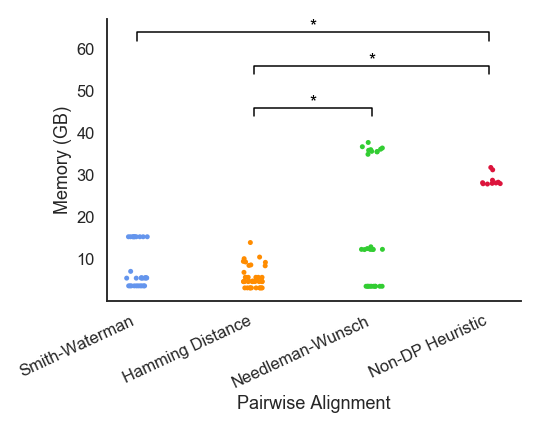 *
60
*
50
*
40
30
20
10
Memory (GB)
Smith-Waterman
Hamming Distance
Needleman-Wunsch
Non-DP Heuristic
Pairwise Alignment